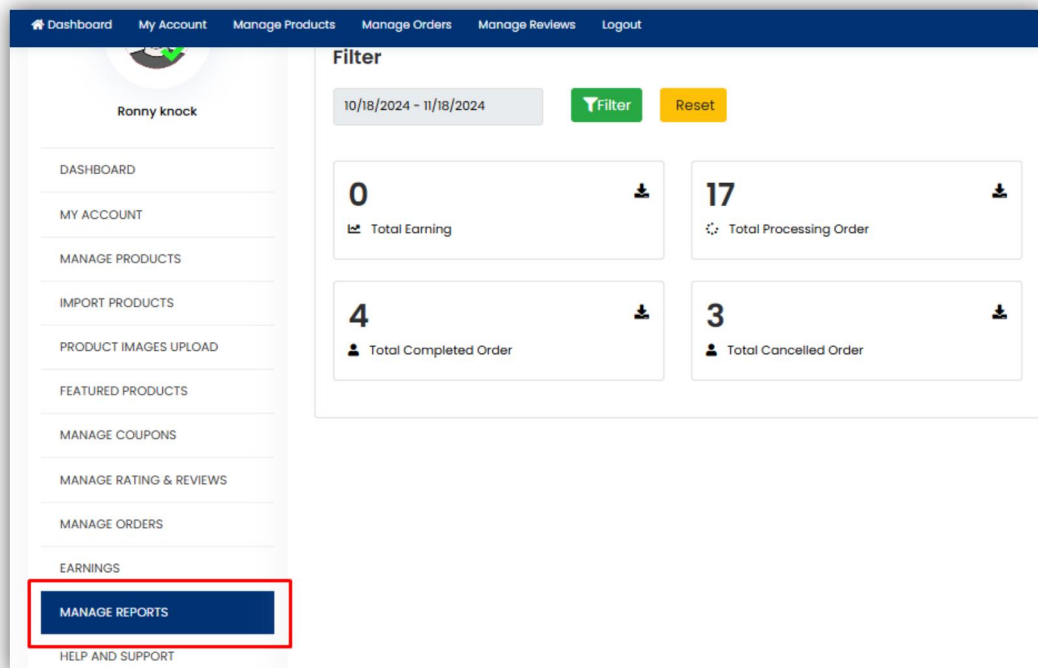 Dashboard My Account Manage Products Manage Orders Manage Reviews Logout
Ronny knock
DASHBOARD
MY ACCOUNT
MANAGE PRODUCTS
IMPORT PRODUCTS
PRODUCT IMAGES UPLOAD
FEATURED PRODUCTS
MANAGE COUPONS
MANAGE RATING & REVIEWS
MANAGE ORDERS
EARNINGS
MANAGE REPORTS
HELP AND SUPPORT
Filter
10/18/2024 - 11/18/2024 Filter Reset
0
Total Earning
17
Total Processing Order
4
Total Completed Order
3
Total Cancelled Order